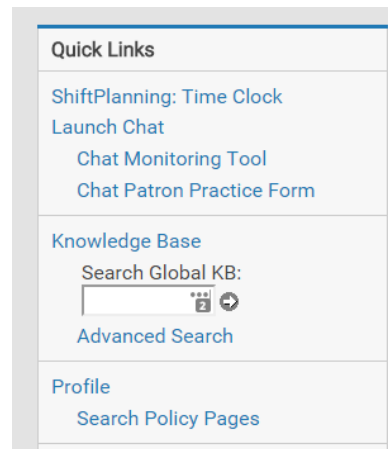 Quick Links
ShiftPlanning: Time Clock
Launch Chat
Chat Monitoring Tool
Chat Patron Practice Form
Knowledge Base
Search Global KB:
2
Advanced Search
Profile
Search Policy Pages